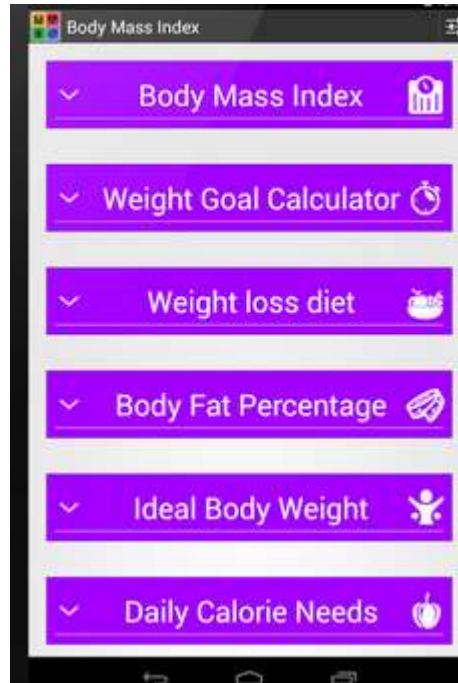 Body Mass Index
Body Mass Index
Weight Goal Calculator
Weight loss diet
Body Fat Percentage
Ideal Body Weight
Daily Calorie Needs